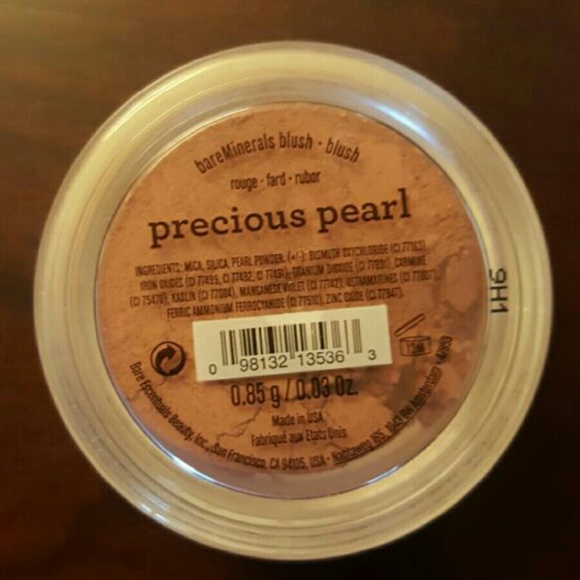 bareMinerals blush · blush
rouge · fard · rubor
precious pearl
INGREDIENTS: MICA, SILICA, PEARL POWDER. (+/-): BISMUTH OXYCHLORIDE (CI 77163),
IRON OXIDES (CI 77499, CI 77492, CI 77491), TITANIUM DIOXIDE (CI 77891), CARMINE
(CI 75470), KAOLIN (CI 77004), MANGANESE VIOLET (CI 77742), ULTRAMARINES (CI 77007),
FERRIC AMMONIUM FERROCYANIDE (CI 77510), ZINC OXIDE (CI 77947).
9H1
0 98132 13536 3
12M
0.85 g / 0.03 Oz.
Made in USA
Fabriqué aux Etats Unis
Bare Escentuals Beauty, Inc., San Francisco, CA 94105, USA · 1043 Amsterdam